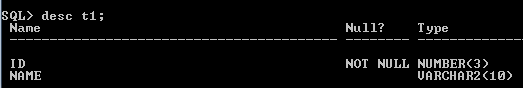 SQL> desc t1;
Name Null? Type
----------------------------------------- -------- ----------------
ID NOT NULL NUMBER(3)
NAME VARCHAR2(10)